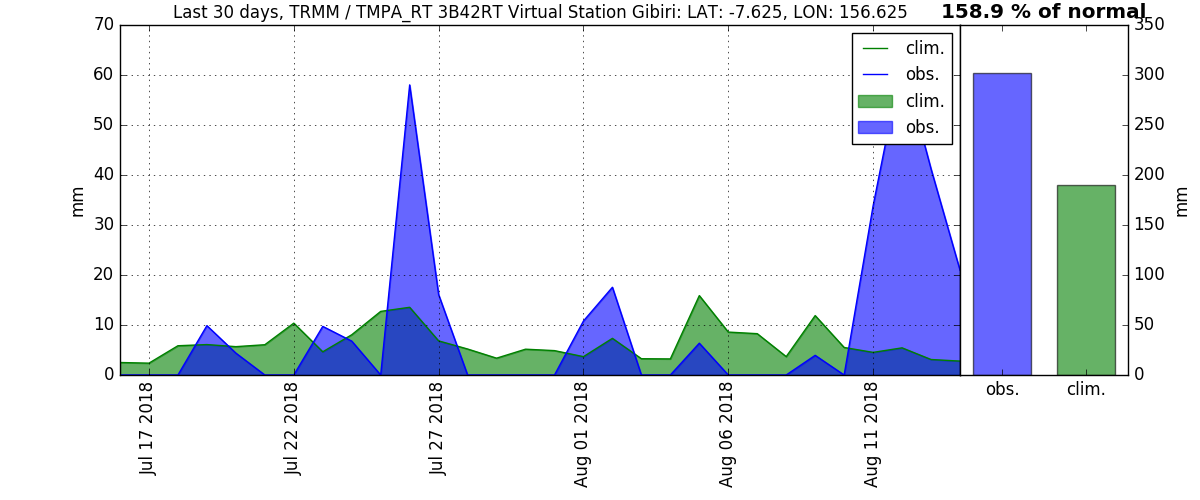 Last 30 days, TRMM / TMPA_RT 3B42RT Virtual Station Gibiri: LAT: -7.625, LON: 156.625
158.9 % of normal
70
60
50
40
30
20
10
0
mm
clim.
obs.
clim.
obs.
350
300
250
200
150
100
50
0
mm
obs.
clim.
Jul 17 2018
Jul 22 2018
Jul 27 2018
Aug 01 2018
Aug 06 2018
Aug 11 2018